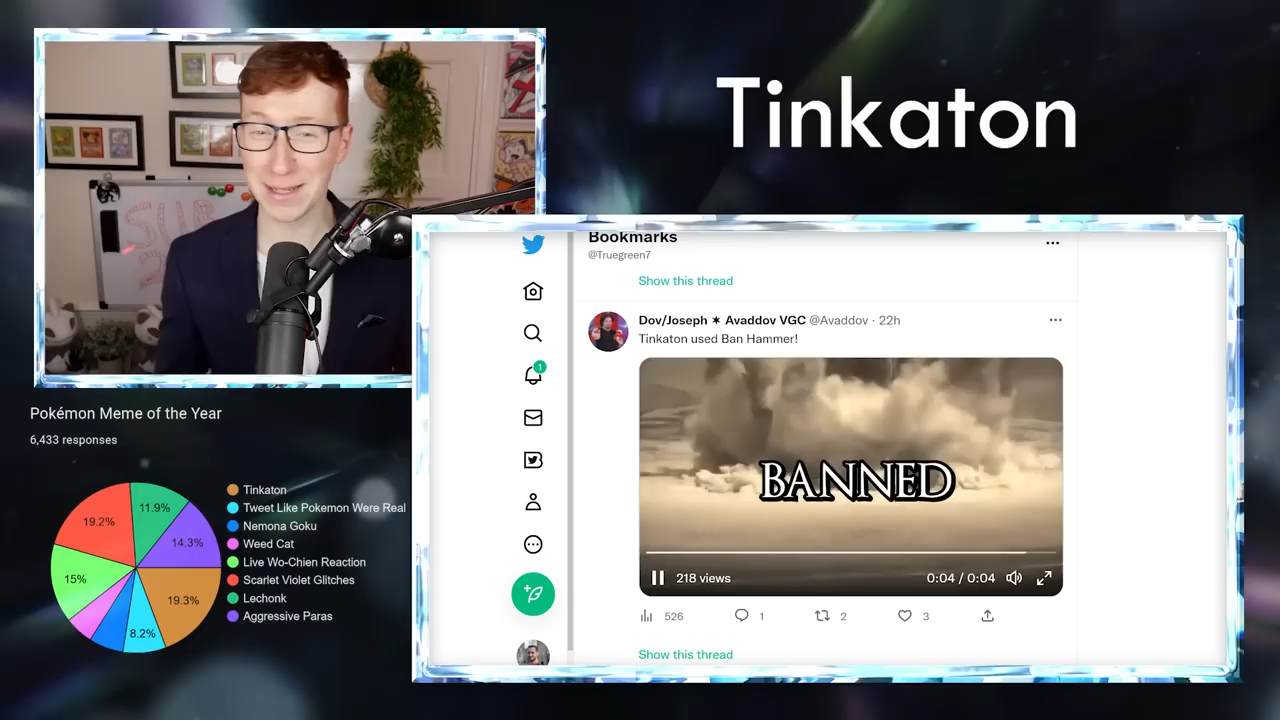 Tinkaton
SUB
Bookmarks
@Truegreen7
Show this thread
Dov/Joseph ✶ Avaddov VGC @Avaddov · 22h
Tinkaton used Ban Hammer!
BANNED
218 views
0:04 / 0:04
526
1
2
3
Show this thread
1
Pokémon Meme of the Year
6,433 responses
11.9%
19.2%
14.3%
15%
19.3%
8.2%
Tinkaton
Tweet Like Pokemon Were Real
Nemona Goku
Weed Cat
Live Wo-Chien Reaction
Scarlet Violet Glitches
Lechonk
Aggressive Paras